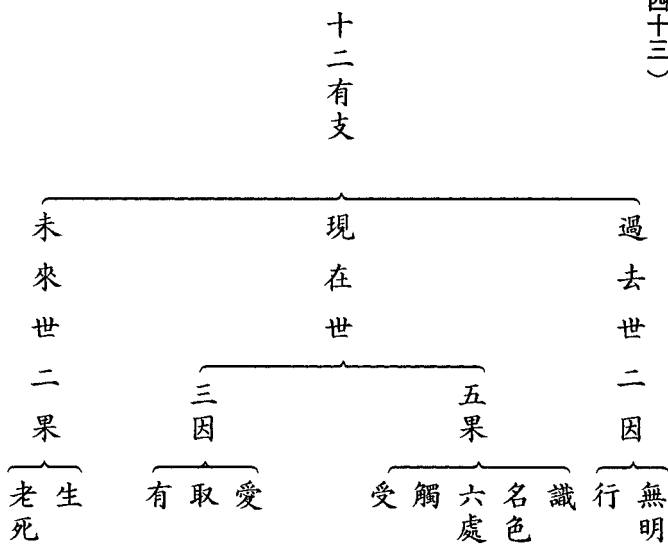 四十三）
十二有支
過去世二因
現在世
未來世二果
五果
三因
無明
行
識
名色
六處
觸
受
愛
取
有
生
老死